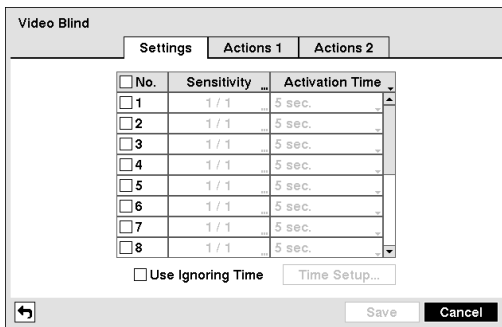 Video Blind
Settings Actions 1 Actions 2
No. Sensitivity ... Activation Time
1 1 / 1 ... 5 sec.
2 1 / 1 ... 5 sec.
3 1 / 1 ... 5 sec.
4 1 / 1 ... 5 sec.
5 1 / 1 ... 5 sec.
6 1 / 1 ... 5 sec.
7 1 / 1 ... 5 sec.
8 1 / 1 ... 5 sec.
Use Ignoring Time Time Setup...
Save Cancel